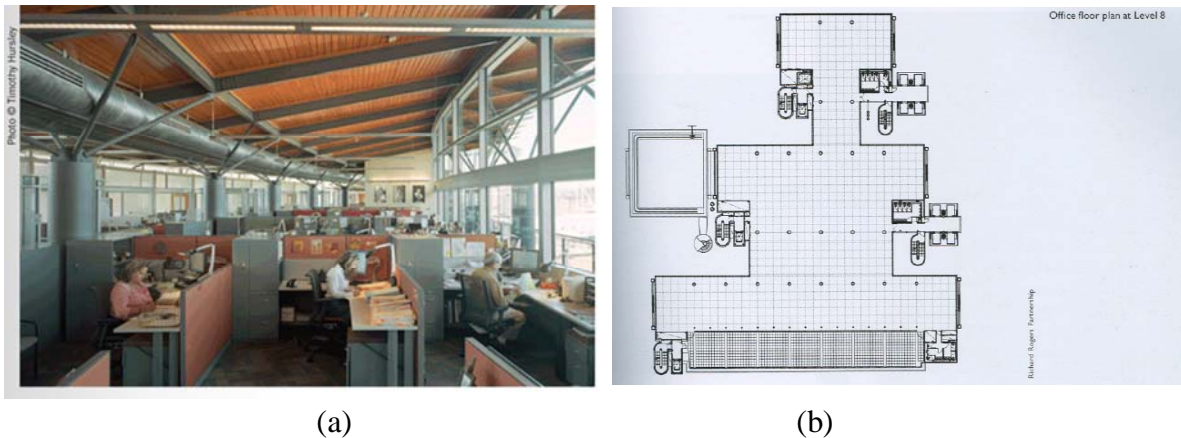 Photo © Timothy Hursley
Office floor plan at Level 8
Richard Rogers Partnership
(a)
(b)